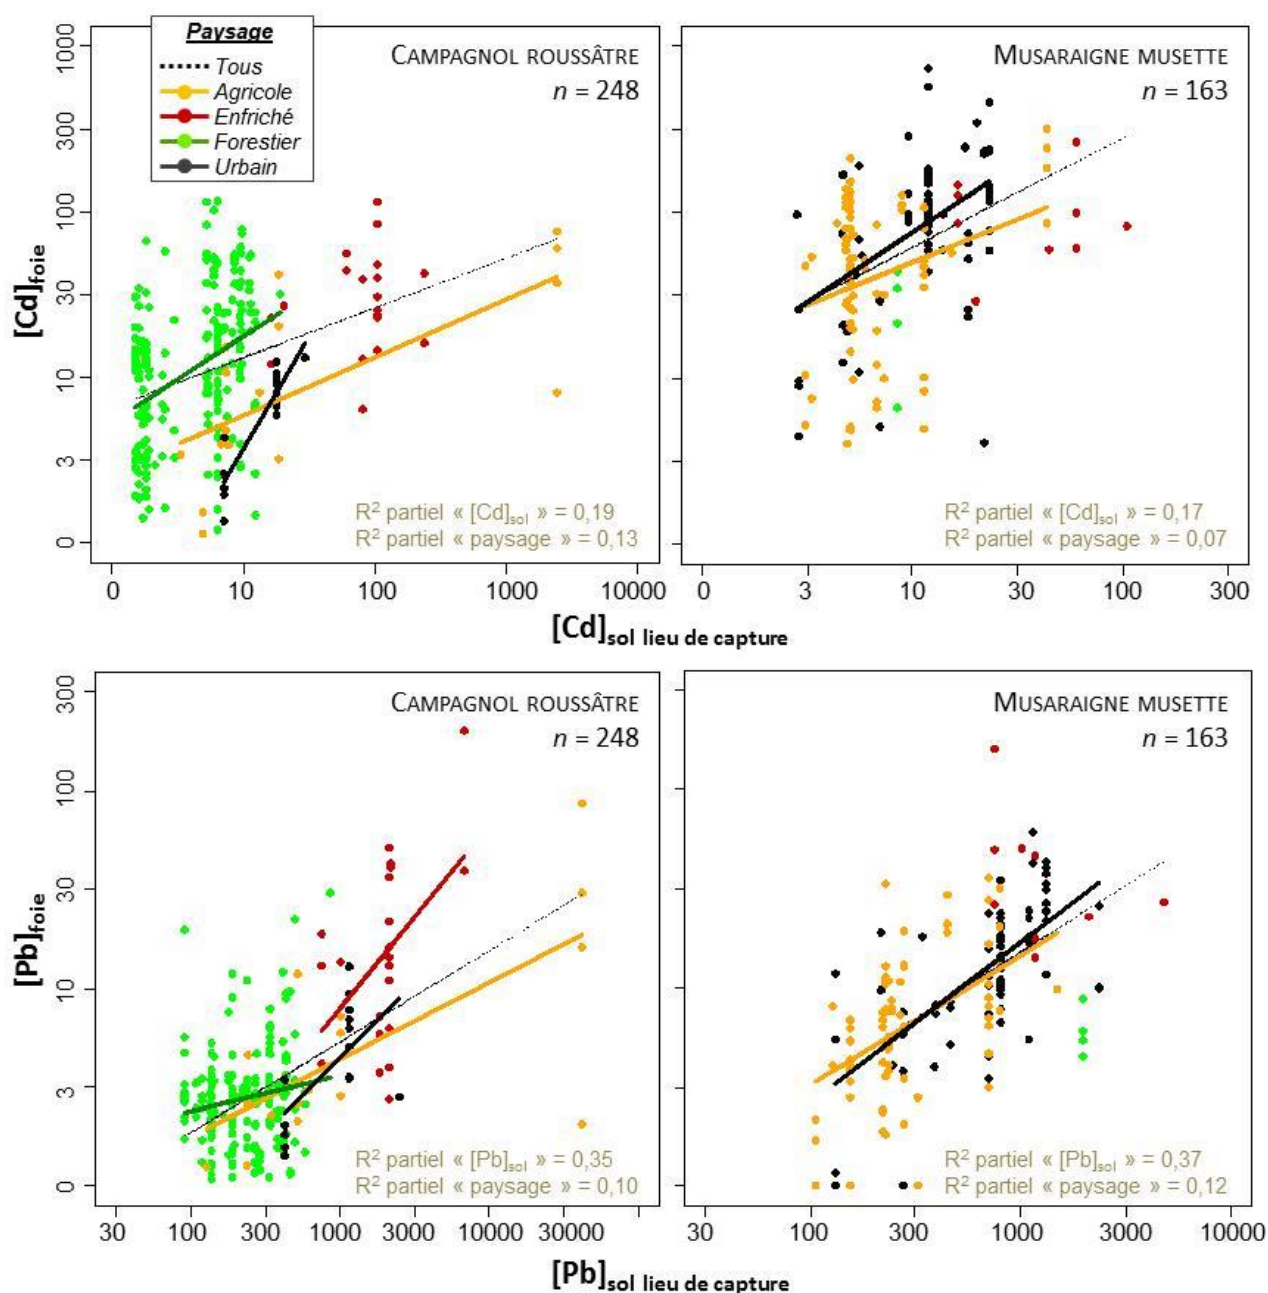 Paysage
Tous
Agricole
Enfriché
Forestier
Urbain
CAMPAGNOL ROUSSÂTRE
n = 248
[Cd]foie
1000
300
100
30
10
3
0
R² partiel « [Cd]sol » = 0,19
R² partiel « paysage » = 0,13
0
10
100
1000
10000
MUSARAIGNE MUSETTE
n = 163
R² partiel « [Cd]sol » = 0,17
R² partiel « paysage » = 0,07
0
3
10
30
100
300
[Cd]sol lieu de capture
CAMPAGNOL ROUSSÂTRE
n = 248
[Pb]foie
300
100
30
10
3
0
R² partiel « [Pb]sol » = 0,35
R² partiel « paysage » = 0,10
30
100
300
1000
3000
30000
MUSARAIGNE MUSETTE
n = 163
R² partiel « [Pb]sol » = 0,37
R² partiel « paysage » = 0,12
30
100
300
1000
3000
10000
[Pb]sol lieu de capture